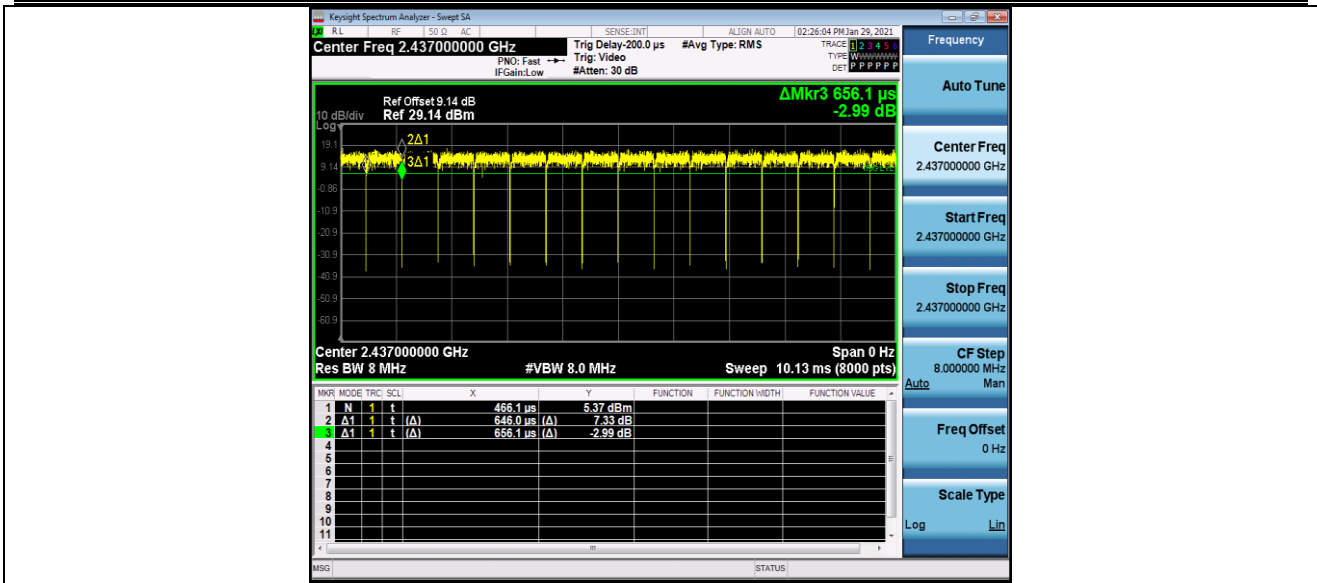 Keysight Spectrum Analyzer - Swept SA
RL RF 50 Ω AC SENSE:INT ALIGN AUTO 02:26:04 PM Jan 29, 2021
Center Freq 2.437000000 GHz
PNO: Fast
IFGain:Low
Trig Delay-200.0 µs
Trig: Video
#Atten: 30 dB
#Avg Type: RMS
TRACE 1 2 3 4 5 6
TYPE WWWWWW
DET P P P P P P
ΔMkr3 656.1 µs
-2.99 dB
Ref Offset 9.14 dB
10 dB/div Ref 29.14 dBm
Log
19.1
9.14
-0.86
-10.9
-20.9
-30.9
-40.9
-50.9
-60.9
2Δ1
3Δ1
TRIG LVL
Center 2.437000000 GHz Span 0 Hz
Res BW 8 MHz #VBW 8.0 MHz Sweep 10.13 ms (8000 pts)
MKR MODE TRC SCL X Y FUNCTION FUNCTION WIDTH FUNCTION VALUE
1 N 1 t 466.1 µs 5.37 dBm
2 Δ1 1 t (Δ) 646.0 µs (Δ) 7.33 dB
3 Δ1 1 t (Δ) 656.1 µs (Δ) -2.99 dB
4
5
6
7
8
9
10
11
MSG STATUS
Frequency
Auto Tune
Center Freq
2.437000000 GHz
Start Freq
2.437000000 GHz
Stop Freq
2.437000000 GHz
CF Step
8.000000 MHz
Auto Man
Freq Offset
0 Hz
Scale Type
Log Lin